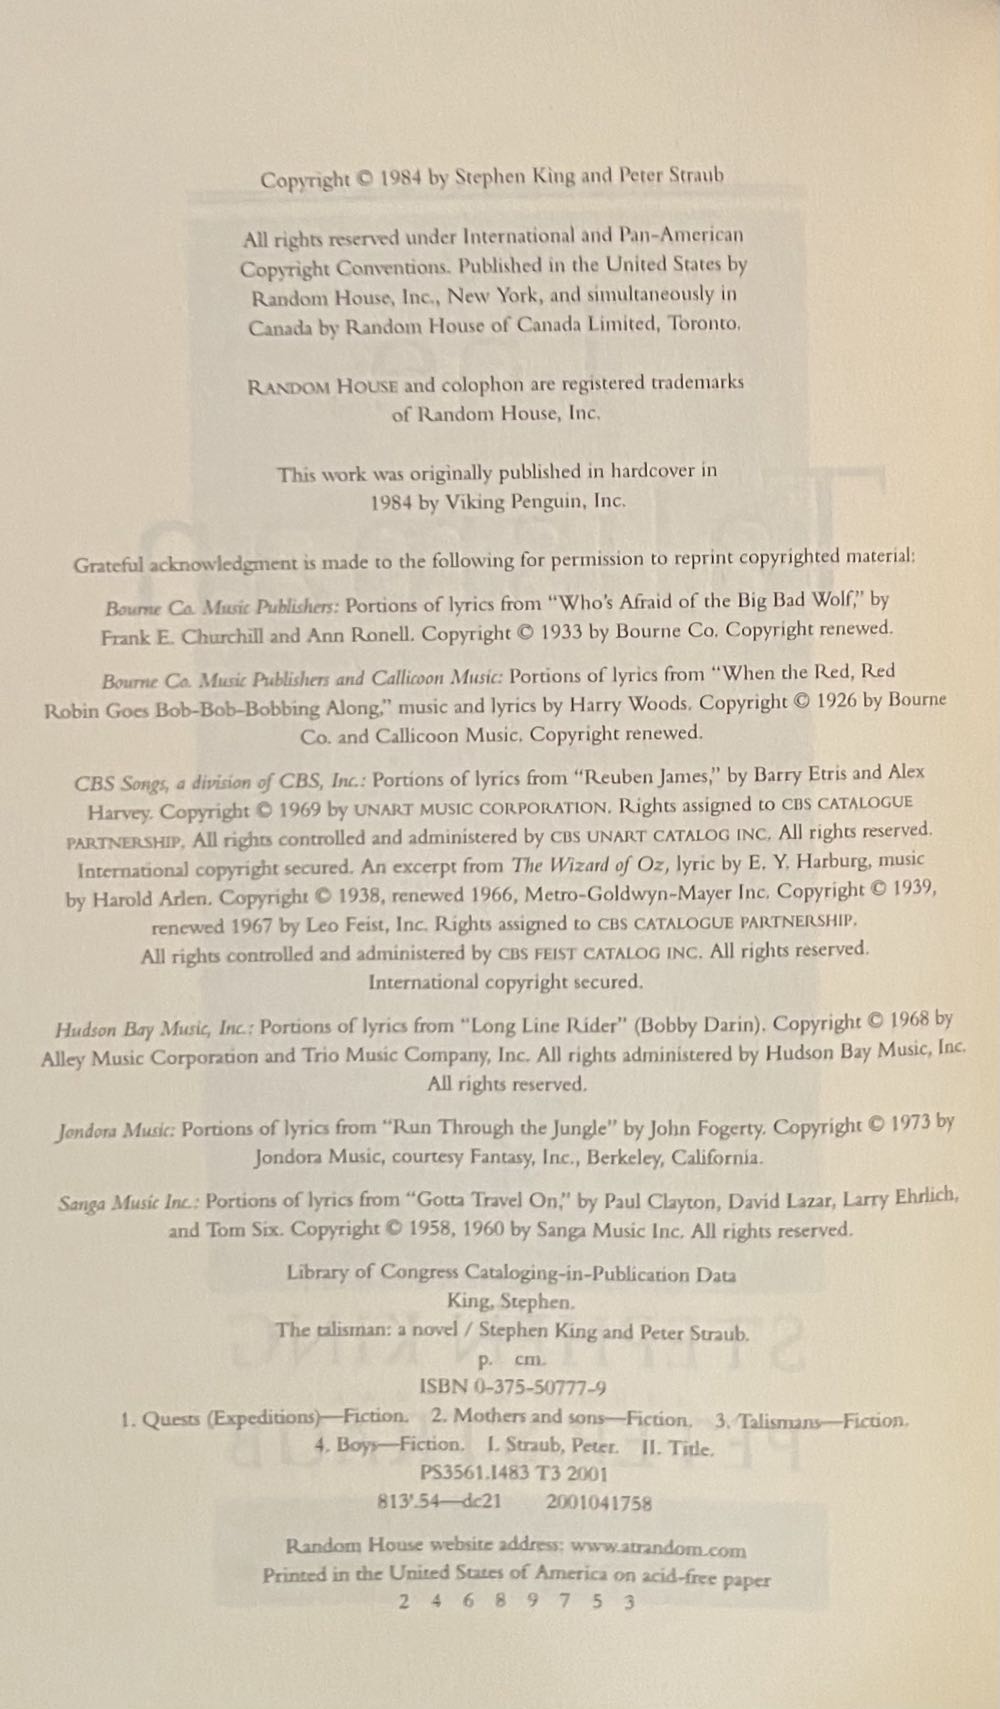 Copyright © 1984 by Stephen King and Peter Straub
All rights reserved under International and Pan-American
Copyright Conventions. Published in the United States by
Random House, Inc., New York, and simultaneously in
Canada by Random House of Canada Limited, Toronto.
RANDOM HOUSE and colophon are registered trademarks
of Random House, Inc.
This work was originally published in hardcover in
1984 by Viking Penguin, Inc.
Grateful acknowledgment is made to the following for permission to reprint copyrighted material:
Bourne Co. Music Publishers: Portions of lyrics from “Who's Afraid of the Big Bad Wolf,” by
Frank E. Churchill and Ann Ronell. Copyright © 1933 by Bourne Co. Copyright renewed.
Bourne Co. Music Publishers and Callicoon Music: Portions of lyrics from “When the Red, Red
Robin Goes Bob-Bob-Bobbing Along,” music and lyrics by Harry Woods. Copyright © 1926 by Bourne
Co. and Callicoon Music. Copyright renewed.
CBS Songs, a division of CBS, Inc.: Portions of lyrics from “Reuben James,” by Barry Etris and Alex
Harvey. Copyright © 1969 by UNART MUSIC CORPORATION. Rights assigned to CBS CATALOGUE
PARTNERSHIP. All rights controlled and administered by CBS UNART CATALOG INC. All rights reserved.
International copyright secured. An excerpt from The Wizard of Oz, lyric by E. Y. Harburg, music
by Harold Arlen. Copyright © 1938, renewed 1966, Metro-Goldwyn-Mayer Inc. Copyright © 1939,
renewed 1967 by Leo Feist, Inc. Rights assigned to CBS CATALOGUE PARTNERSHIP.
All rights controlled and administered by CBS FEIST CATALOG INC. All rights reserved.
International copyright secured.
Hudson Bay Music, Inc.: Portions of lyrics from “Long Line Rider” (Bobby Darin). Copyright © 1968 by
Alley Music Corporation and Trio Music Company, Inc. All rights administered by Hudson Bay Music, Inc.
All rights reserved.
Jondora Music: Portions of lyrics from “Run Through the Jungle” by John Fogerty. Copyright © 1973 by
Jondora Music, courtesy Fantasy, Inc., Berkeley, California.
Sanga Music Inc.: Portions of lyrics from “Gotta Travel On,” by Paul Clayton, David Lazar, Larry Ehrlich,
and Tom Six. Copyright © 1958, 1960 by Sanga Music Inc. All rights reserved.
Library of Congress Cataloging-in-Publication Data
King, Stephen.
The talisman: a novel / Stephen King and Peter Straub.
p. cm.
ISBN 0-375-50777-9
1. Quests (Expeditions)—Fiction. 2. Mothers and sons—Fiction. 3. Talismans—Fiction.
4. Boys—Fiction. I. Straub, Peter. II. Title.
PS3561.I483 T3 2001
813'.54—dc21 2001041758
Random House website address: www.atrandom.com
Printed in the United States of America on acid-free paper
2 4 6 8 9 7 5 3